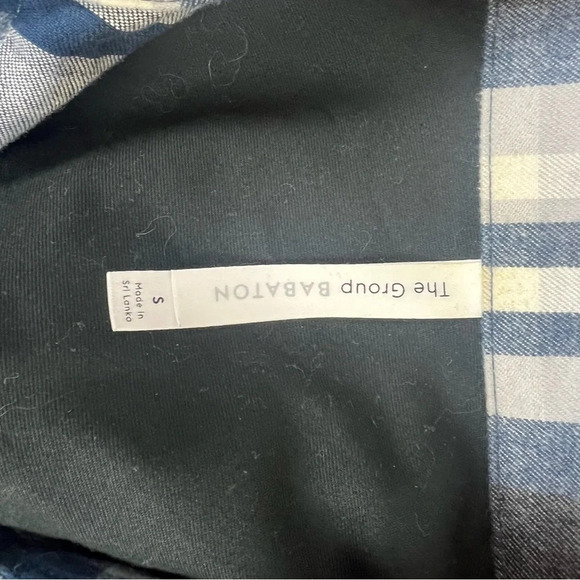 The Group BABATON
S
Made in
Sri Lanka